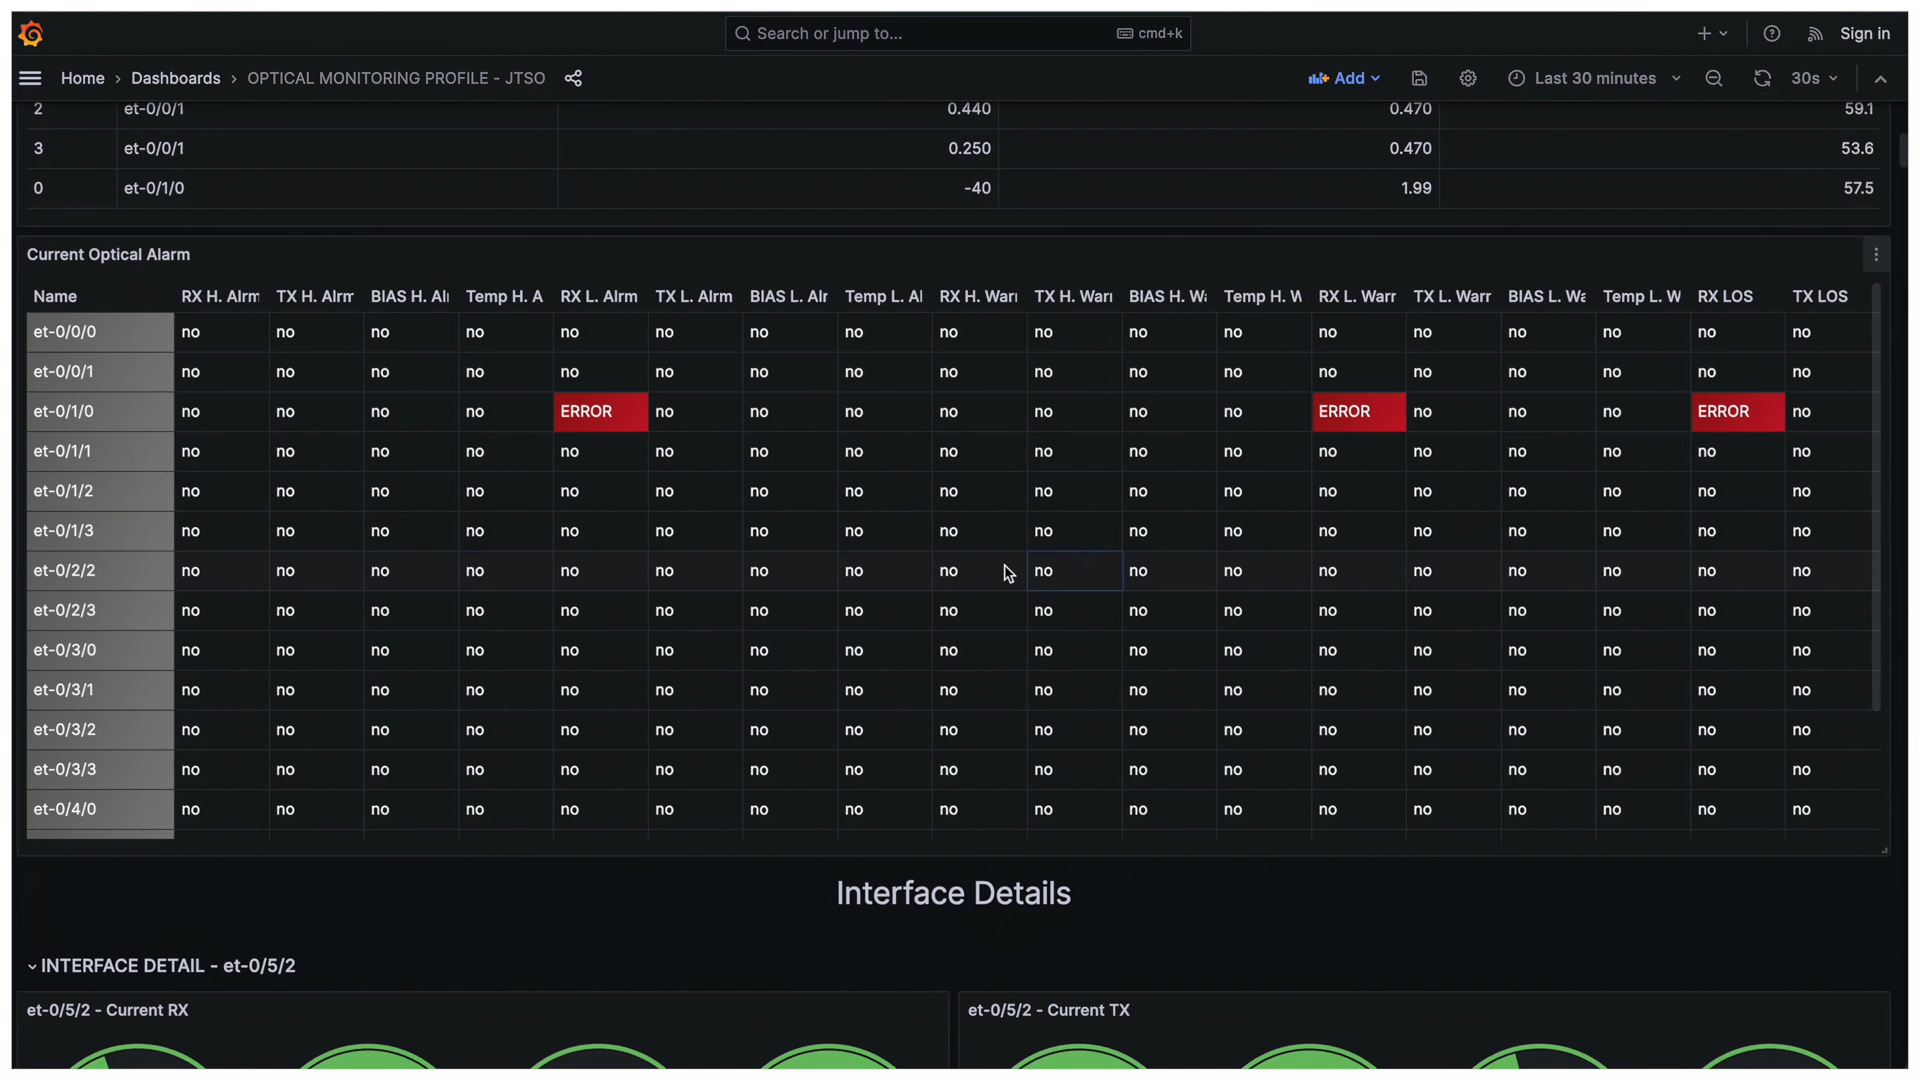 Search or jump to... cmd+k Sign in
Home › Dashboards › OPTICAL MONITORING PROFILE - JTSO Add Last 30 minutes 30s
2 et-0/0/1 0.440 0.470 59.1
3 et-0/0/1 0.250 0.470 53.6
0 et-0/1/0 -40 1.99 57.5
Current Optical Alarm
Name RX H. Alrm TX H. Alrm BIAS H. Al Temp H. A RX L. Alrm TX L. Alrm BIAS L. Alr Temp L. Al RX H. Warr TX H. Warr BIAS H. Wa Temp H. W RX L. Warr TX L. Warr BIAS L. Wa Temp L. W RX LOS TX LOS
et-0/0/0 no no no no no no no no no no no no no no no no no no
et-0/0/1 no no no no no no no no no no no no no no no no no no
et-0/1/0 no no no no ERROR no no no no no no no ERROR no no no ERROR no
et-0/1/1 no no no no no no no no no no no no no no no no no no
et-0/1/2 no no no no no no no no no no no no no no no no no no
et-0/1/3 no no no no no no no no no no no no no no no no no no
et-0/2/2 no no no no no no no no no no no no no no no no no no
et-0/2/3 no no no no no no no no no no no no no no no no no no
et-0/3/0 no no no no no no no no no no no no no no no no no no
et-0/3/1 no no no no no no no no no no no no no no no no no no
et-0/3/2 no no no no no no no no no no no no no no no no no no
et-0/3/3 no no no no no no no no no no no no no no no no no no
et-0/4/0 no no no no no no no no no no no no no no no no no no
Interface Details
INTERFACE DETAIL - et-0/5/2
et-0/5/2 - Current RX et-0/5/2 - Current TX